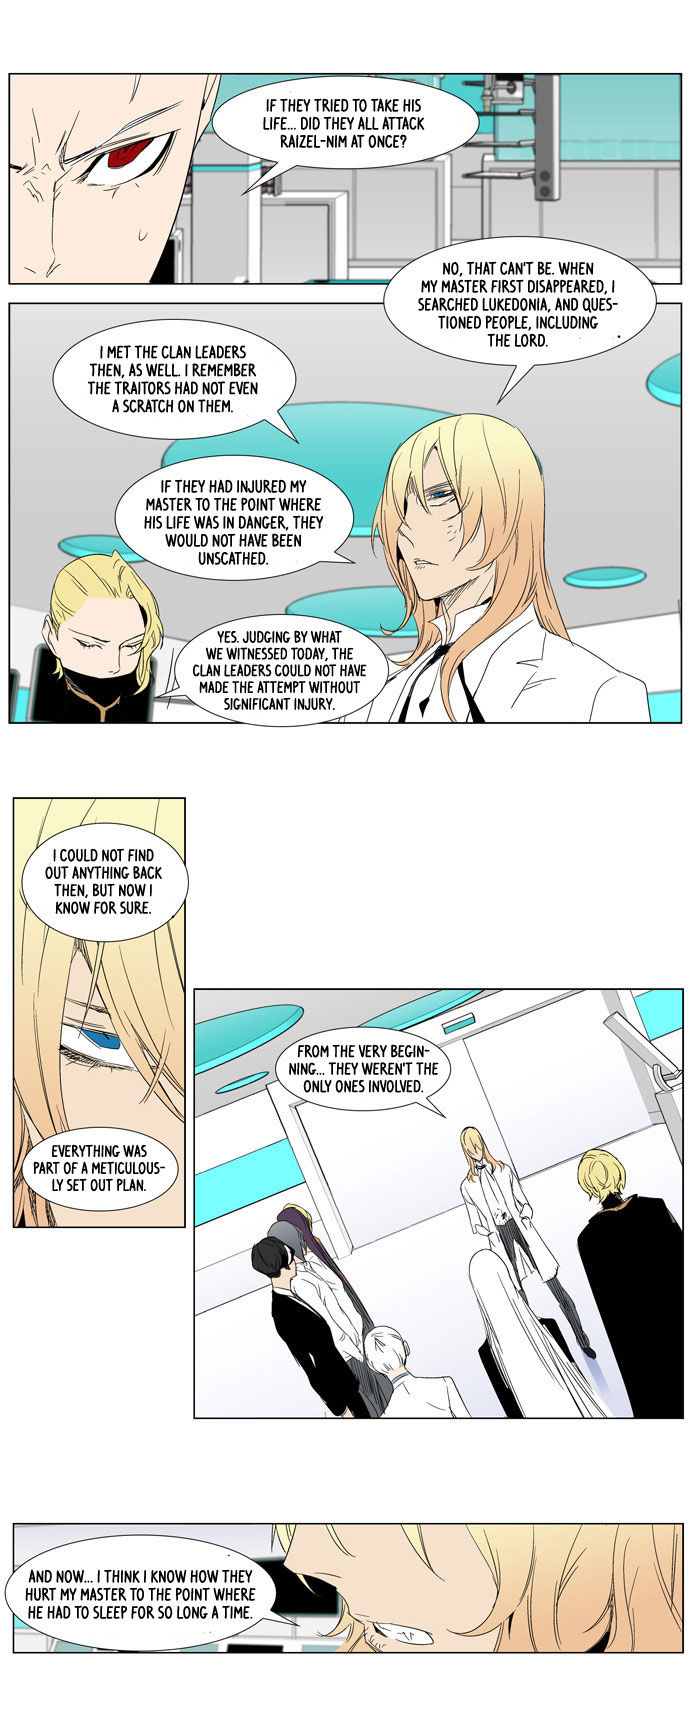 IF THEY TRIED TO TAKE HIS
LIFE... DID THEY ALL ATTACK
RAIZEL-NIM AT ONCE?
NO, THAT CAN'T BE. WHEN
MY MASTER FIRST DISAPPEARED, I
SEARCHED LUKEDONIA, AND QUES-
TIONED PEOPLE, INCLUDING
THE LORD.
I MET THE CLAN LEADERS
THEN, AS WELL. I REMEMBER
THE TRAITORS HAD NOT EVEN
A SCRATCH ON THEM.
IF THEY HAD INJURED MY
MASTER TO THE POINT WHERE
HIS LIFE WAS IN DANGER, THEY
WOULD NOT HAVE BEEN
UNSCATHED.
YES. JUDGING BY WHAT
WE WITNESSED TODAY, THE
CLAN LEADERS COULD NOT HAVE
MADE THE ATTEMPT WITHOUT
SIGNIFICANT INJURY.
I COULD NOT FIND
OUT ANYTHING BACK
THEN, BUT NOW I
KNOW FOR SURE.
EVERYTHING WAS
PART OF A METICULOUS-
LY SET OUT PLAN.
FROM THE VERY BEGIN-
NING... THEY WEREN'T THE
ONLY ONES INVOLVED.
AND NOW... I THINK I KNOW HOW THEY
HURT MY MASTER TO THE POINT WHERE
HE HAD TO SLEEP FOR SO LONG A TIME.